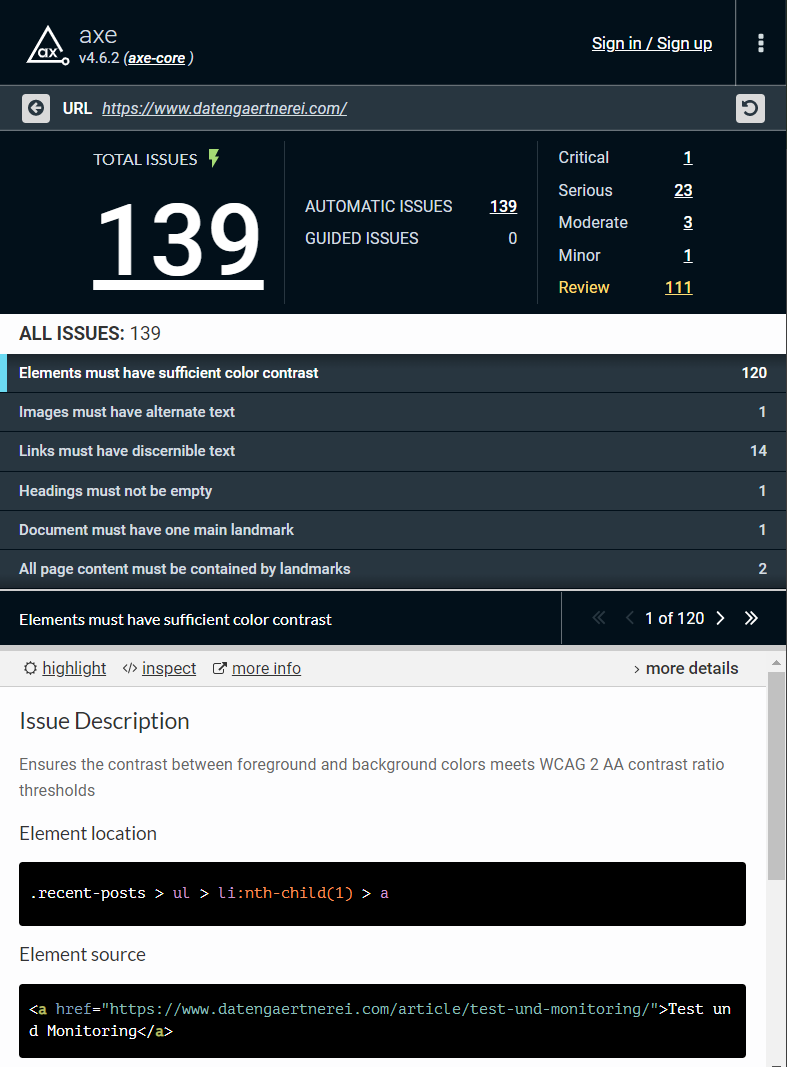 ax
axe
v4.6.2 (axe-core )
Sign in / Sign up
URL https://www.datengaertnerei.com/
TOTAL ISSUES
139
AUTOMATIC ISSUES 139
GUIDED ISSUES 0
Critical 1
Serious 23
Moderate 3
Minor 1
Review 111
ALL ISSUES: 139
Elements must have sufficient color contrast 120
Images must have alternate text 1
Links must have discernible text 14
Headings must not be empty 1
Document must have one main landmark 1
All page content must be contained by landmarks 2
Elements must have sufficient color contrast
1 of 120
highlight </> inspect more info
› more details
Issue Description
Ensures the contrast between foreground and background colors meets WCAG 2 AA contrast ratio
thresholds
Element location
.recent-posts > ul > li:nth-child(1) > a
Element source
<a href="https://www.datengaertnerei.com/article/test-und-monitoring/">Test un
d Monitoring</a>